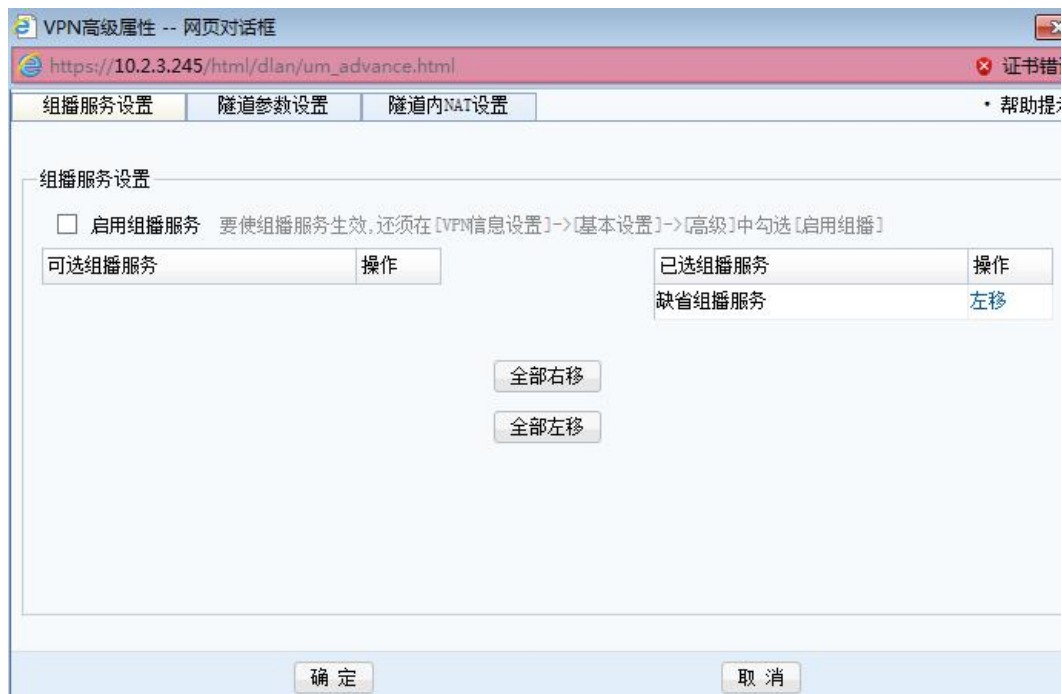 VPN高级属性 -- 网页对话框
https://10.2.3.245/html/dlan/um_advance.html 证书错
组播服务设置 隧道参数设置 隧道内NAT设置 · 帮助提
组播服务设置
启用组播服务 要使组播服务生效,还须在[VPN信息设置]->[基本设置]->[高级]中勾选[启用组播]
可选组播服务 操作 已选组播服务 操作
缺省组播服务 左移
全部右移
全部左移
确定 取消